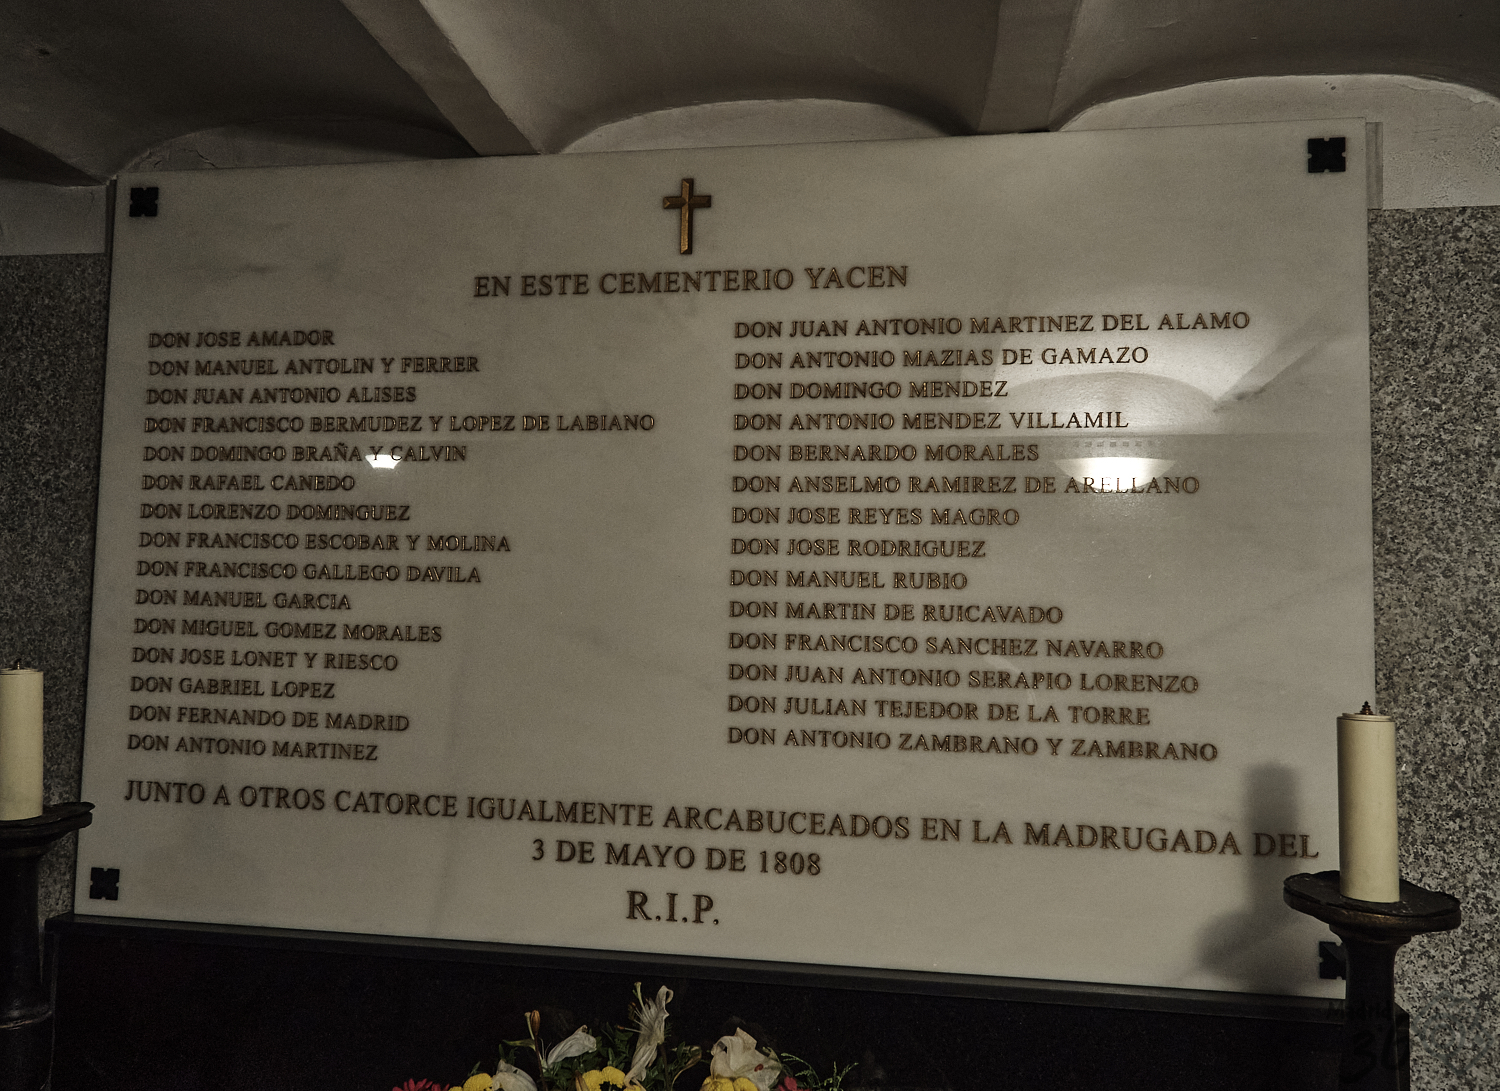 EN ESTE CEMENTERIO YACEN
DON JOSE AMADOR
DON MANUEL ANTOLIN Y FERRER
DON JUAN ANTONIO ALISES
DON FRANCISCO BERMUDEZ Y LOPEZ DE LABIANO
DON DOMINGO BRAÑA Y CALVIN
DON RAFAEL CANEDO
DON LORENZO DOMINGUEZ
DON FRANCISCO ESCOBAR Y MOLINA
DON FRANCISCO GALLEGO DAVILA
DON MANUEL GARCIA
DON MIGUEL GOMEZ MORALES
DON JOSE LONET Y RIESCO
DON GABRIEL LOPEZ
DON FERNANDO DE MADRID
DON ANTONIO MARTINEZ
DON JUAN ANTONIO MARTINEZ DEL ALAMO
DON ANTONIO MAZIAS DE GAMAZO
DON DOMINGO MENDEZ
DON ANTONIO MENDEZ VILLAMIL
DON BERNARDO MORALES
DON ANSELMO RAMIREZ DE ARELLANO
DON JOSE REYES MAGRO
DON JOSE RODRIGUEZ
DON MANUEL RUBIO
DON MARTIN DE RUICAVADO
DON FRANCISCO SANCHEZ NAVARRO
DON JUAN ANTONIO SERAPIO LORENZO
DON JULIAN TEJEDOR DE LA TORRE
DON ANTONIO ZAMBRANO Y ZAMBRANO
JUNTO A OTROS CATORCE IGUALMENTE ARCABUCEADOS EN LA MADRUGADA DEL
3 DE MAYO DE 1808
R.I.P.